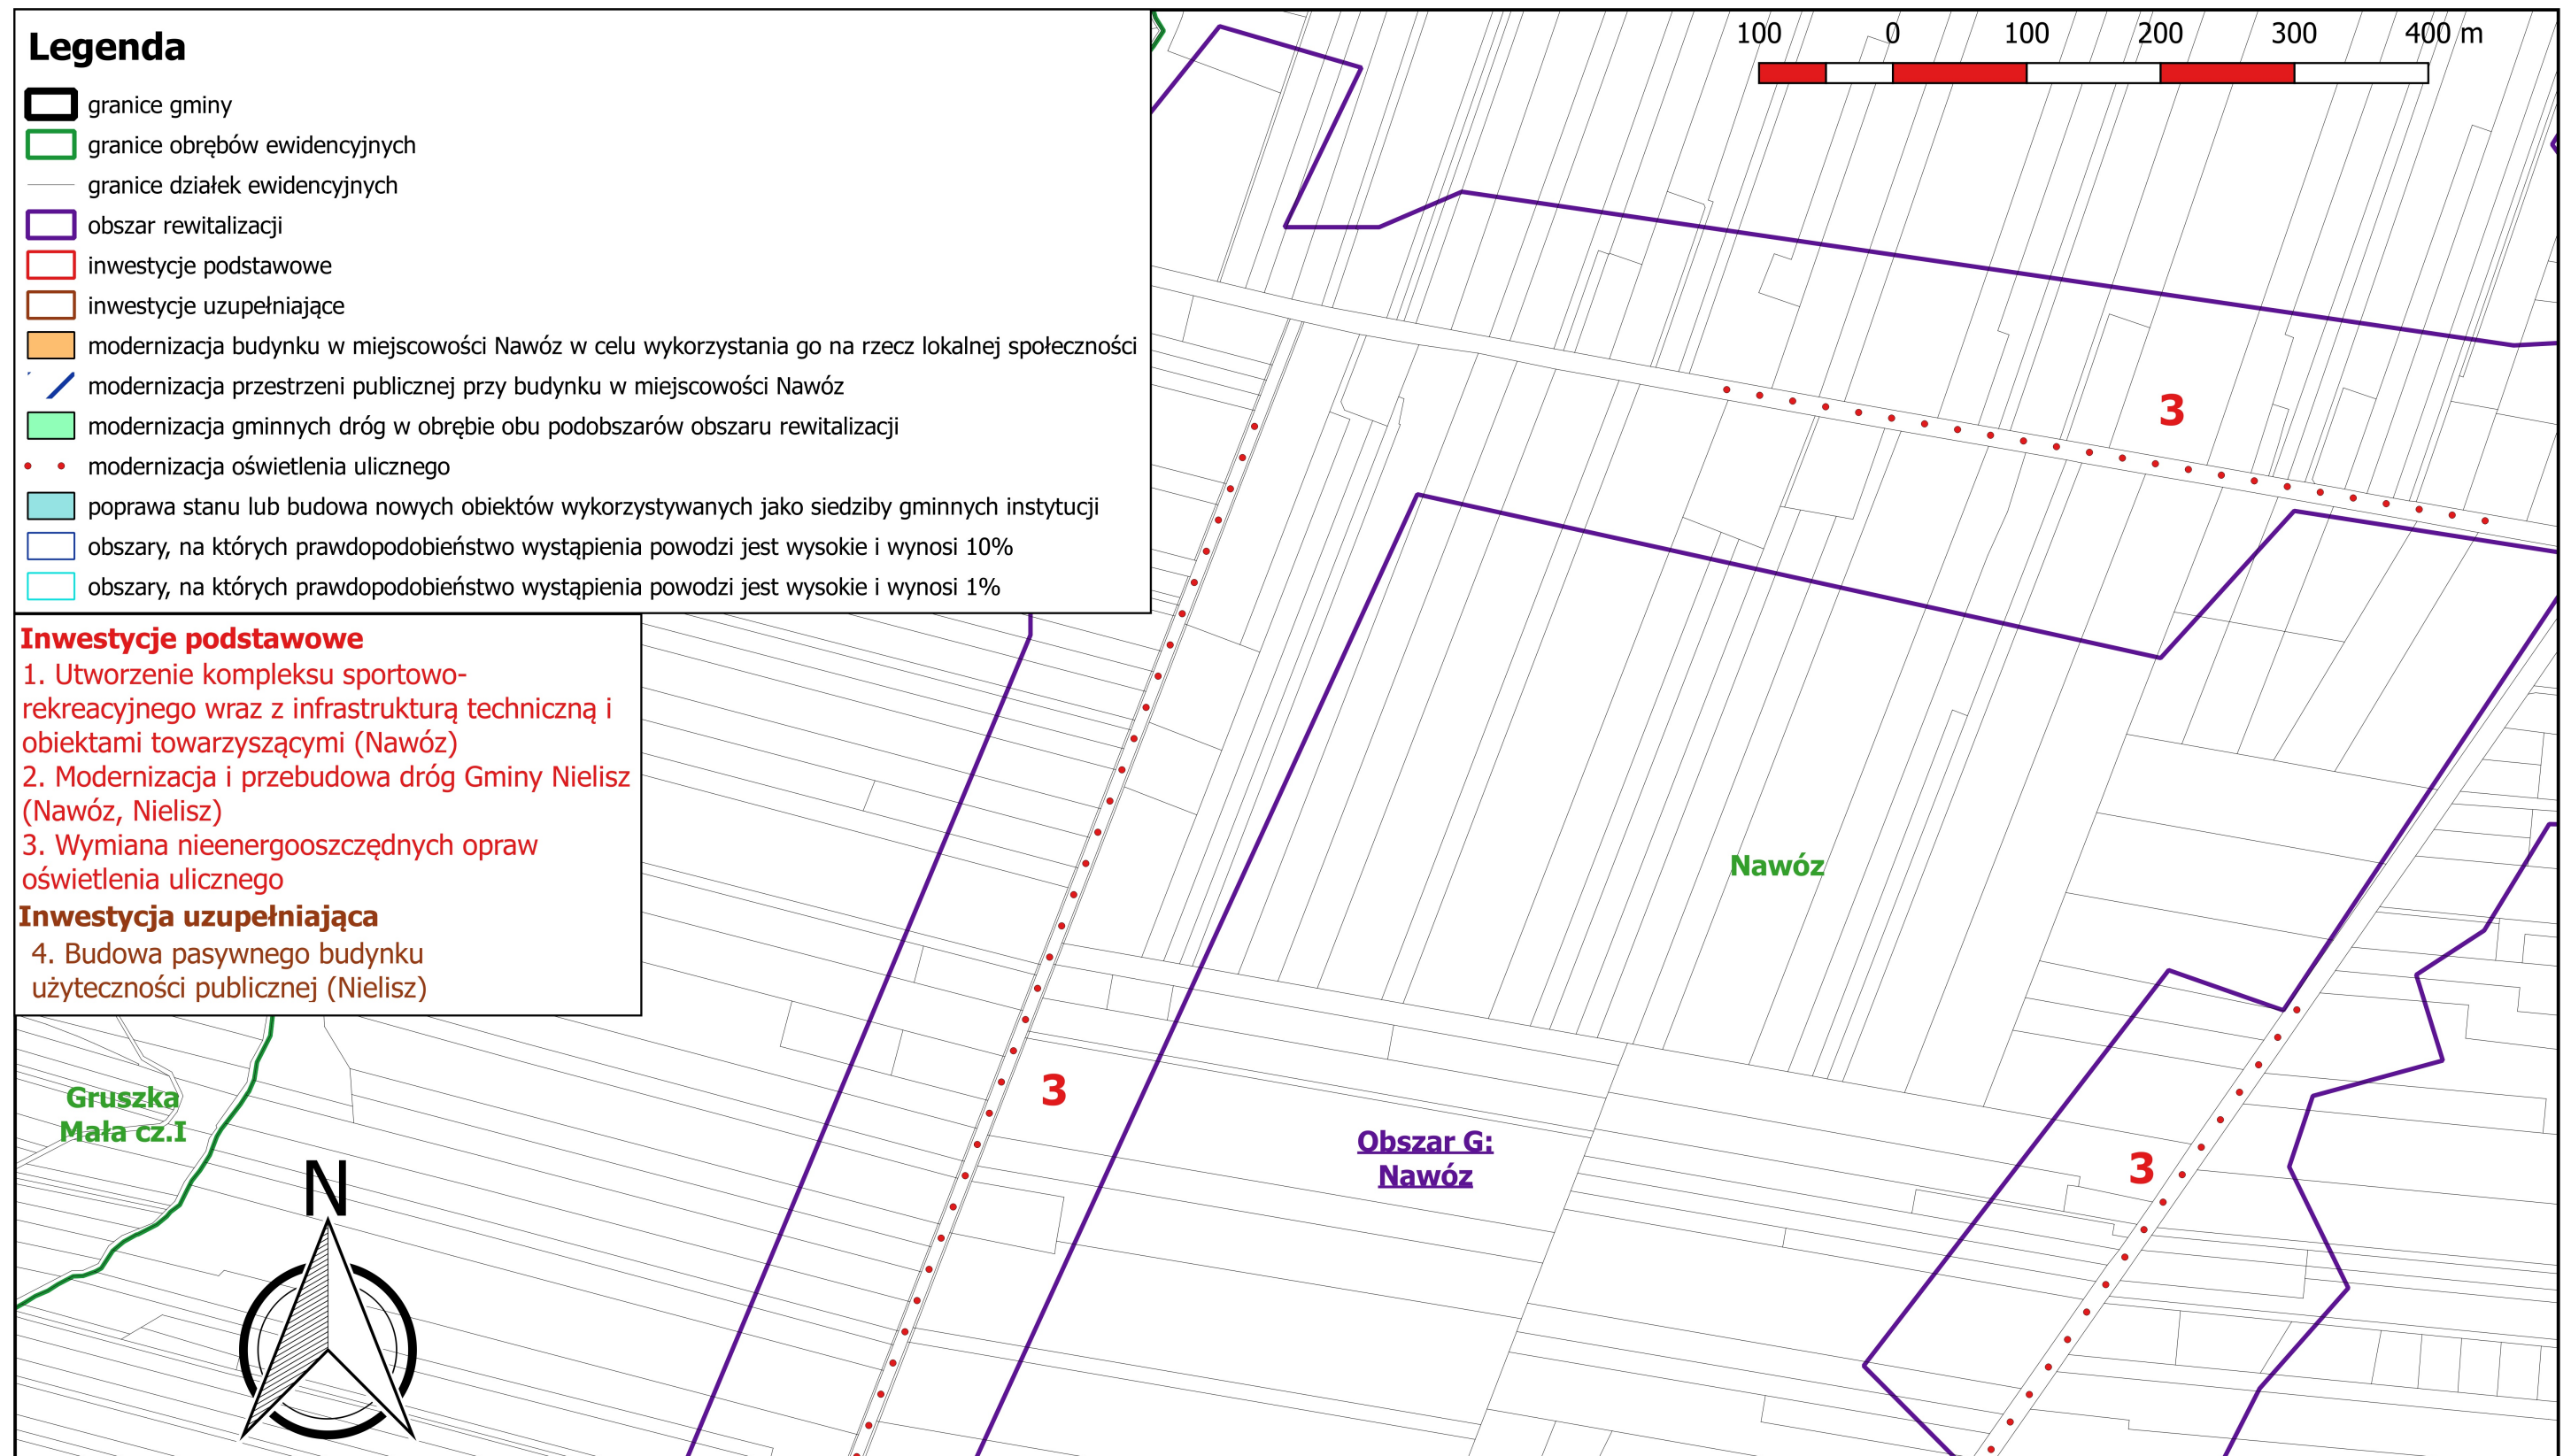 Legenda
granice gminy
granice obrębów ewidencyjnych
granice działek ewidencyjnych
obszar rewitalizacji
inwestycje podstawowe
inwestycje uzupełniające
modernizacja budynku w miejscowości Nawóz w celu wykorzystania go na rzecz lokalnej społeczności
modernizacja przestrzeni publicznej przy budynku w miejscowości Nawóz
modernizacja gminnych dróg w obrębie obu podobszarów obszaru rewitalizacji
modernizacja oświetlenia ulicznego
poprawa stanu lub budowa nowych obiektów wykorzystywanych jako siedziby gminnych instytucji
obszary, na których prawdopodobieństwo wystąpienia powodzi jest wysokie i wynosi 10%
obszary, na których prawdopodobieństwo wystąpienia powodzi jest wysokie i wynosi 1%
Inwestycje podstawowe
1. Utworzenie kompleksu sportowo-
rekreacyjnego wraz z infrastrukturą techniczną i
obiektami towarzyszącymi (Nawóz)
2. Modernizacja i przebudowa dróg Gminy Nielisz
(Nawóz, Nielisz)
3. Wymiana nieenergooszczędnych opraw
oświetlenia ulicznego
Inwestycja uzupełniająca
4. Budowa pasywnego budynku
użyteczności publicznej (Nielisz)
100 0 100 200 300 400 m
3
Nawóz
3
Gruszka
Mała cz.I
Obszar G:
Nawóz
3
N